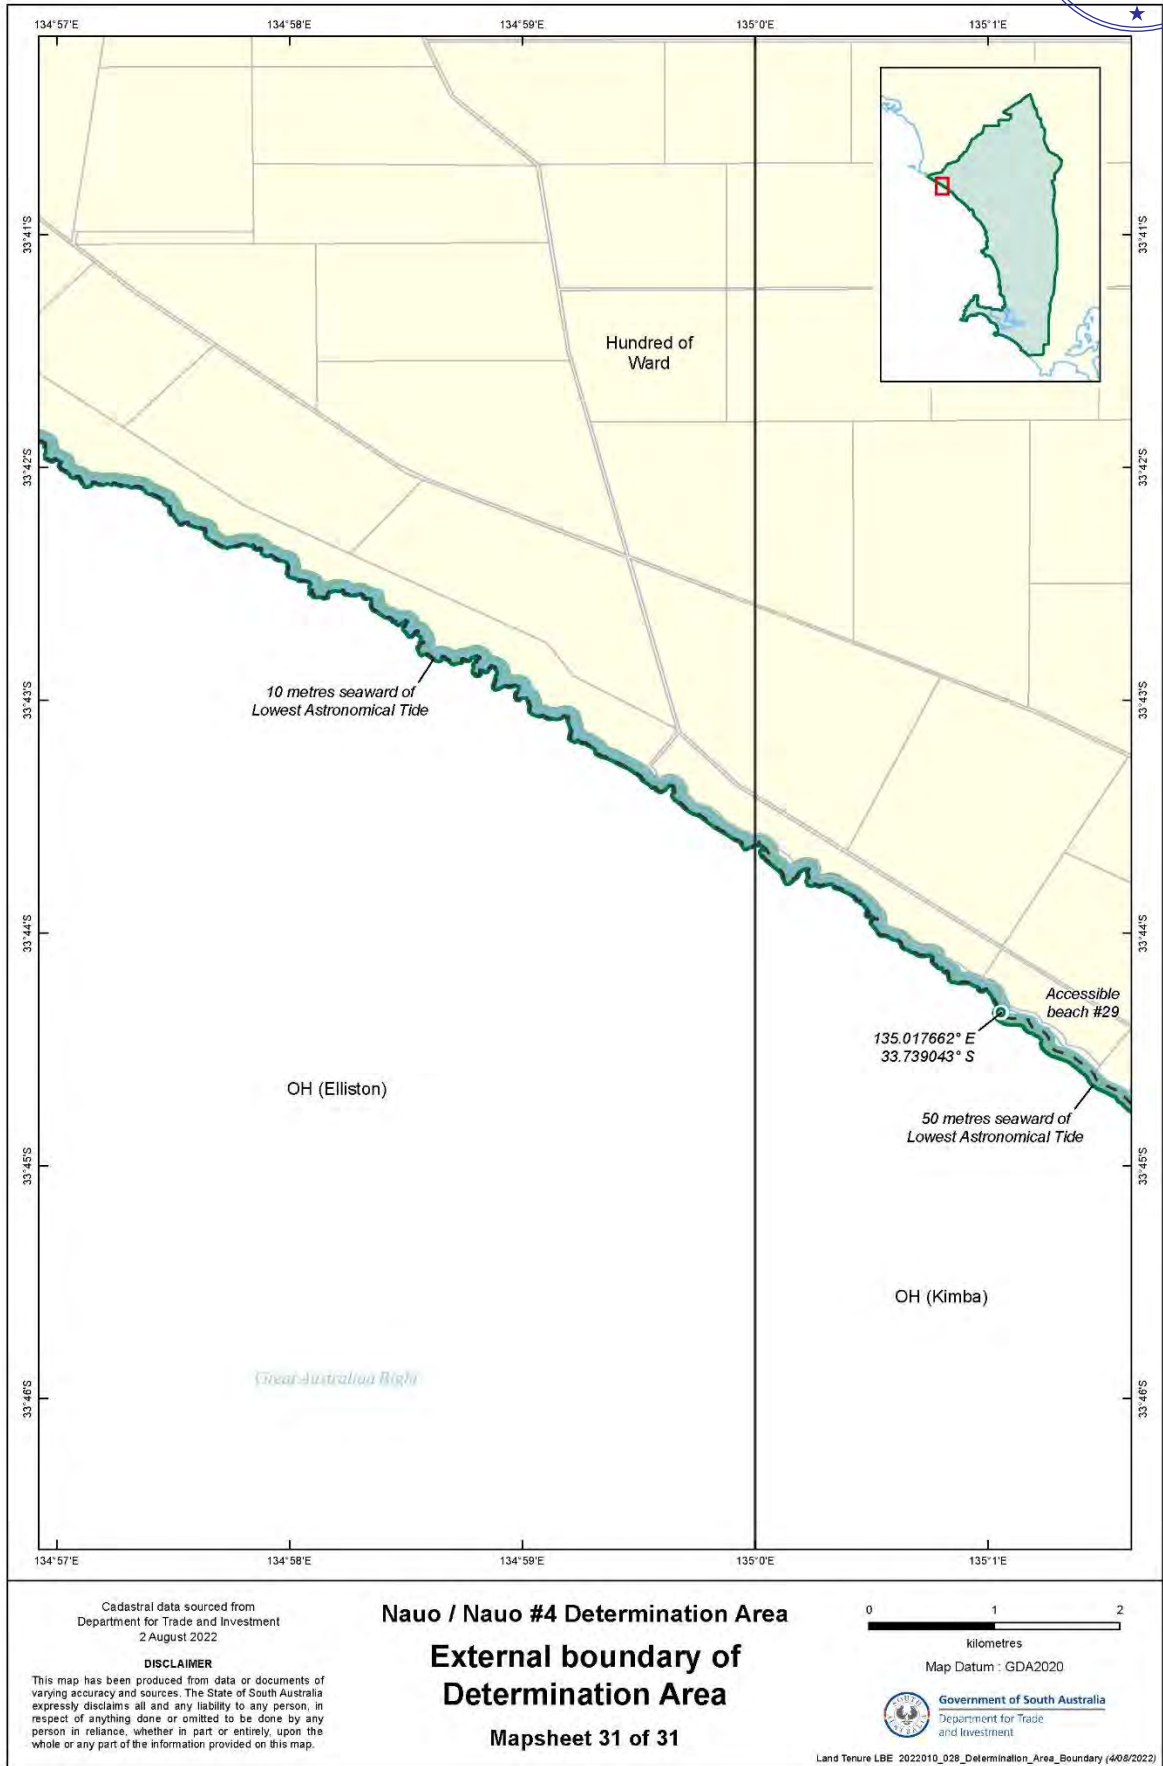 134°57'E
134°58'E
134°59'E
135°0'E
135°1'E
33°41'S
33°41'S
Hundred of
Ward
33°42'S
33°42'S
33°43'S
33°43'S
10 metres seaward of
Lowest Astronomical Tide
33°44'S
33°44'S
Accessible
beach #29
135.017662° E
33.739043° S
OH (Elliston)
50 metres seaward of
Lowest Astronomical Tide
33°45'S
33°45'S
OH (Kimba)
Great Australian Bight
33°46'S
33°46'S
134°57'E
134°58'E
134°59'E
135°0'E
135°1'E
Cadastral data sourced from
Department for Trade and Investment
2 August 2022
DISCLAIMER
This map has been produced from data or documents of
varying accuracy and sources. The State of South Australia
expressly disclaims all and any liability to any person, in
respect of anything done or omitted to be done by any
person in reliance, whether in part or entirely, upon the
whole or any part of the information provided on this map.
Nauo / Nauo #4 Determination Area
External boundary of
Determination Area
Mapsheet 31 of 31
0 1 2
kilometres
Map Datum : GDA2020
SOUTH
AUSTRALIA
Government of South Australia
Department for Trade
and Investment
Land Tenure LBE 2022010_028_Determination_Area_Boundary (4/08/2022)